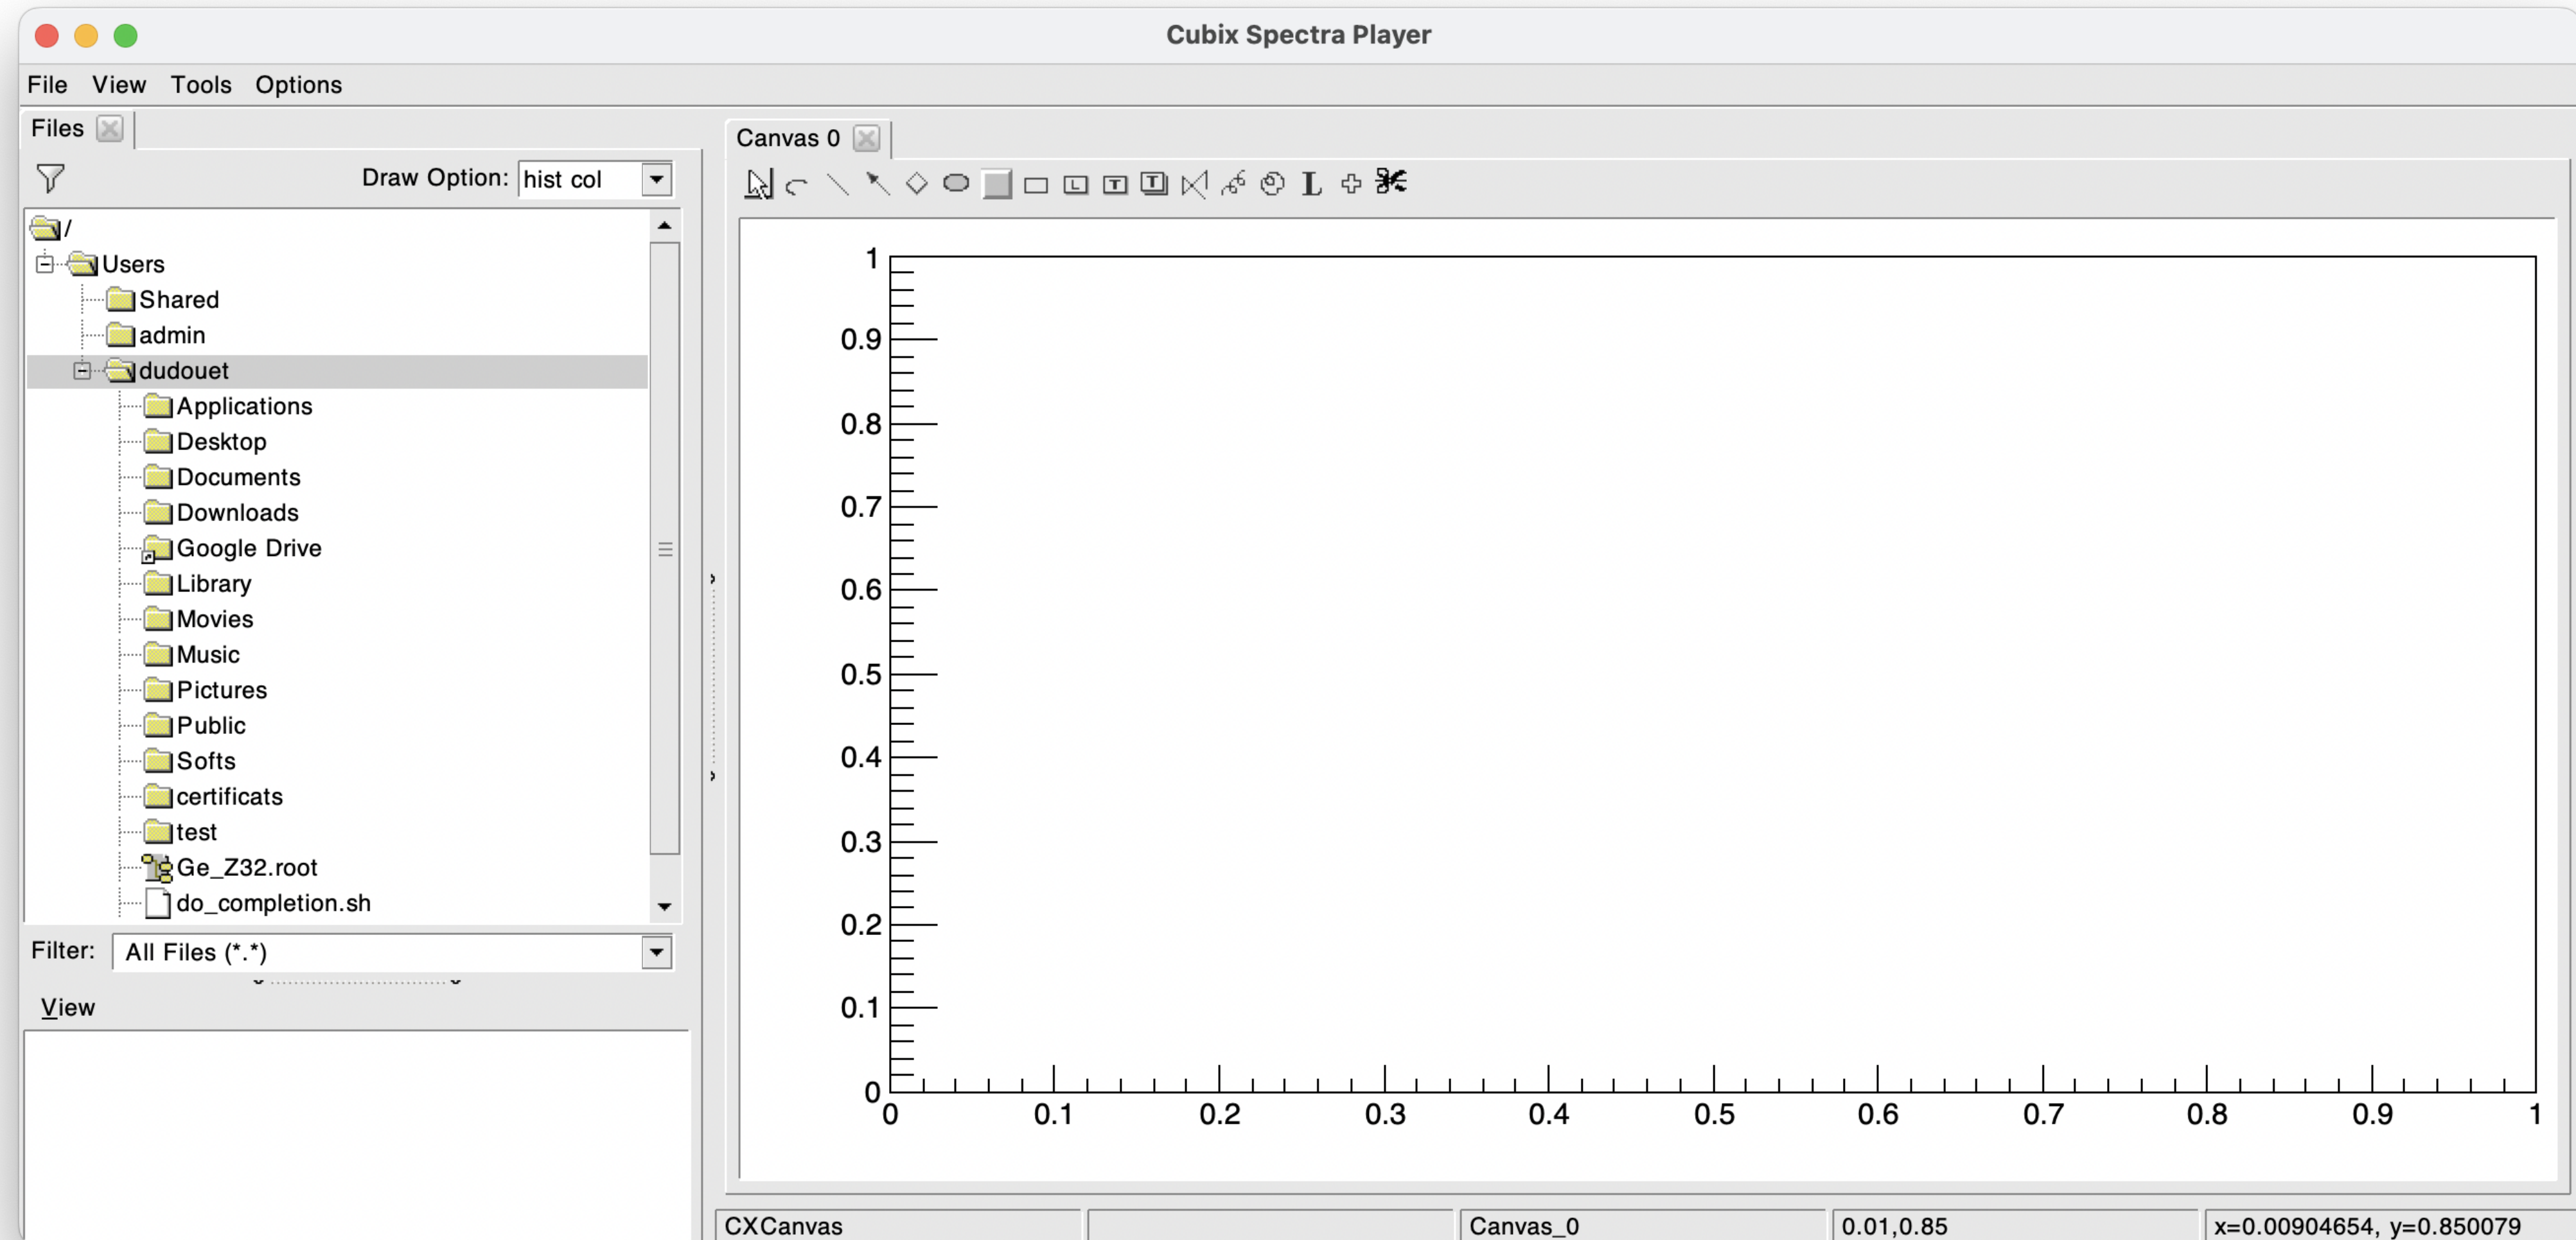 Cubix Spectra Player
File View Tools Options
Files
Draw Option: hist col
/
Users
Shared
admin
dudouet
Applications
Desktop
Documents
Downloads
Google Drive
Library
Movies
Music
Pictures
Public
Softs
certificats
test
Ge_Z32.root
do_completion.sh
Filter: All Files (*.*)
View
Canvas 0
L T T L
1
0.9
0.8
0.7
0.6
0.5
0.4
0.3
0.2
0.1
0
0 0.1 0.2 0.3 0.4 0.5 0.6 0.7 0.8 0.9 1
CXCanvas Canvas_0 0.01,0.85 x=0.00904654, y=0.850079